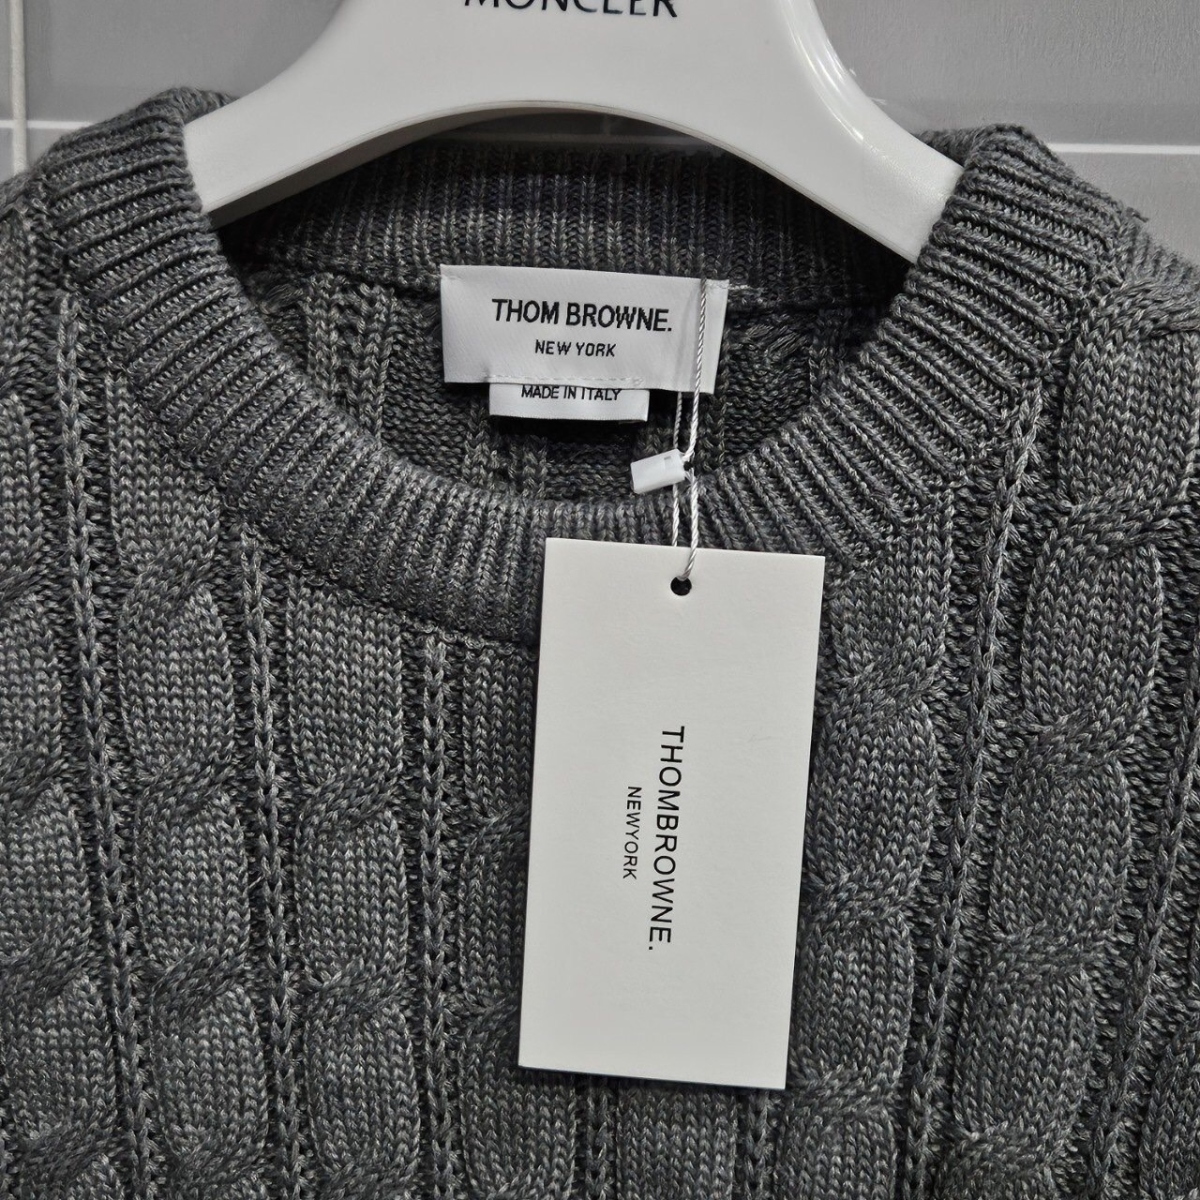 MONCLER
THOM BROWNE.
NEW YORK
MADE IN ITALY
THOMBROWNE.
NEWYORK